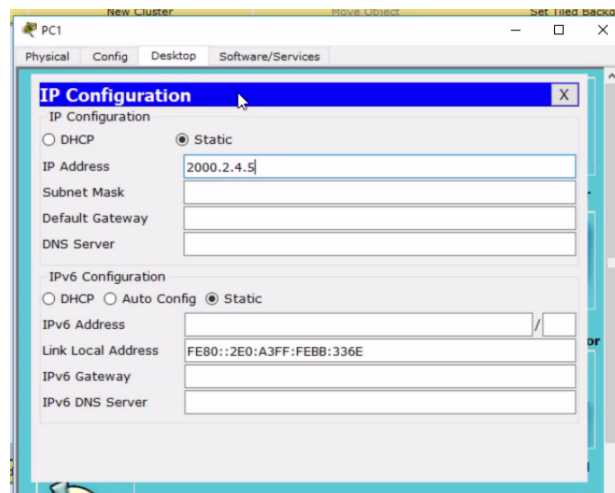 New Cluster Move Object Set Tiled Backg
PC1
Physical Config Desktop Software/Services
IP Configuration X
IP Configuration
DHCP Static
IP Address 2000.2.4.5
Subnet Mask
Default Gateway
DNS Server
IPv6 Configuration
DHCP Auto Config Static
IPv6 Address /
Link Local Address FE80::2E0:A3FF:FEBB:336E
or
IPv6 Gateway
IPv6 DNS Server